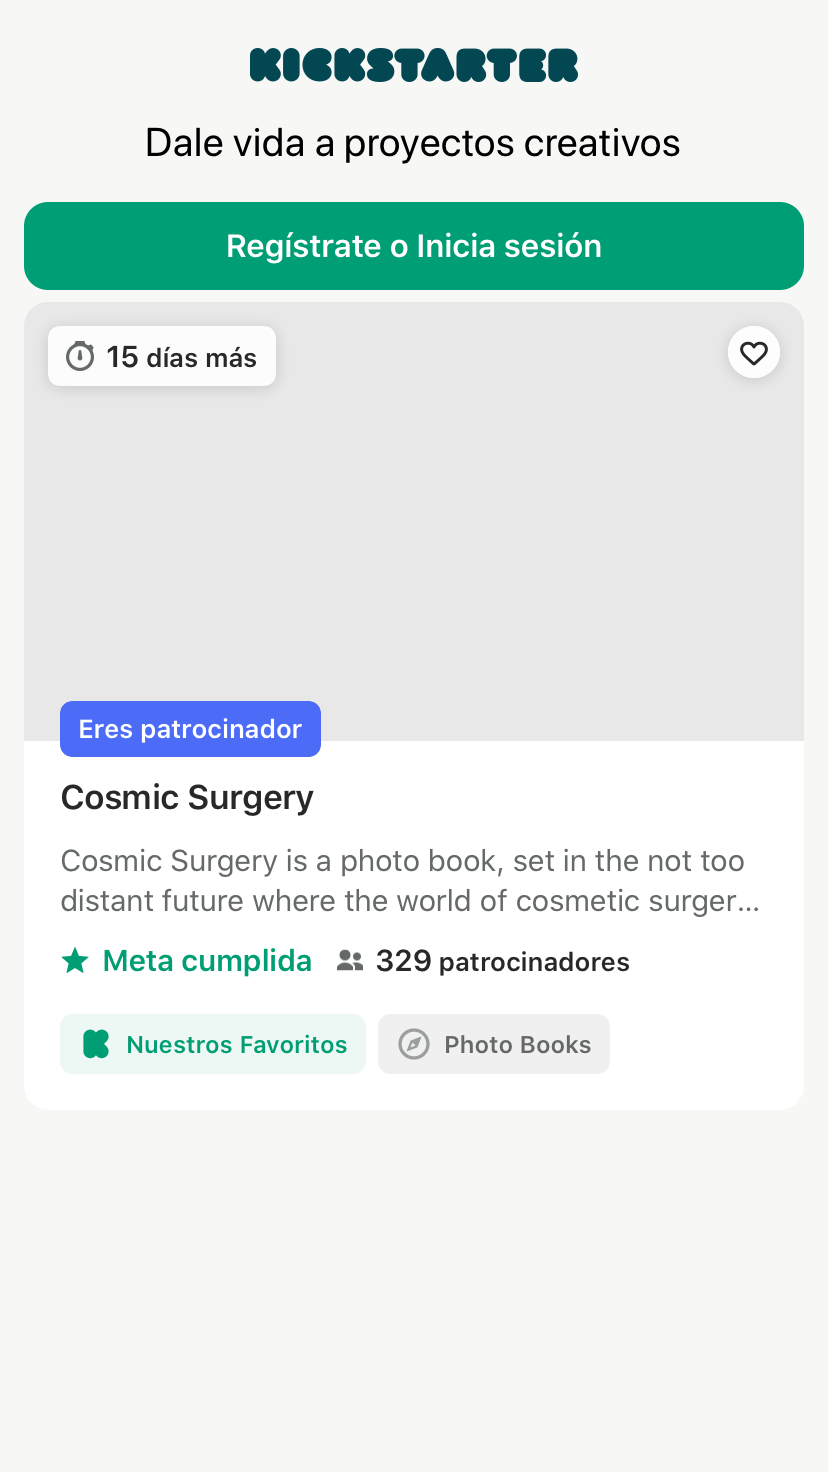 KICKSTARTER
Dale vida a proyectos creativos
Regístrate o Inicia sesión
15 días más
Eres patrocinador
Cosmic Surgery
Cosmic Surgery is a photo book, set in the not too
distant future where the world of cosmetic surger...
Meta cumplida 329 patrocinadores
Nuestros Favoritos Photo Books